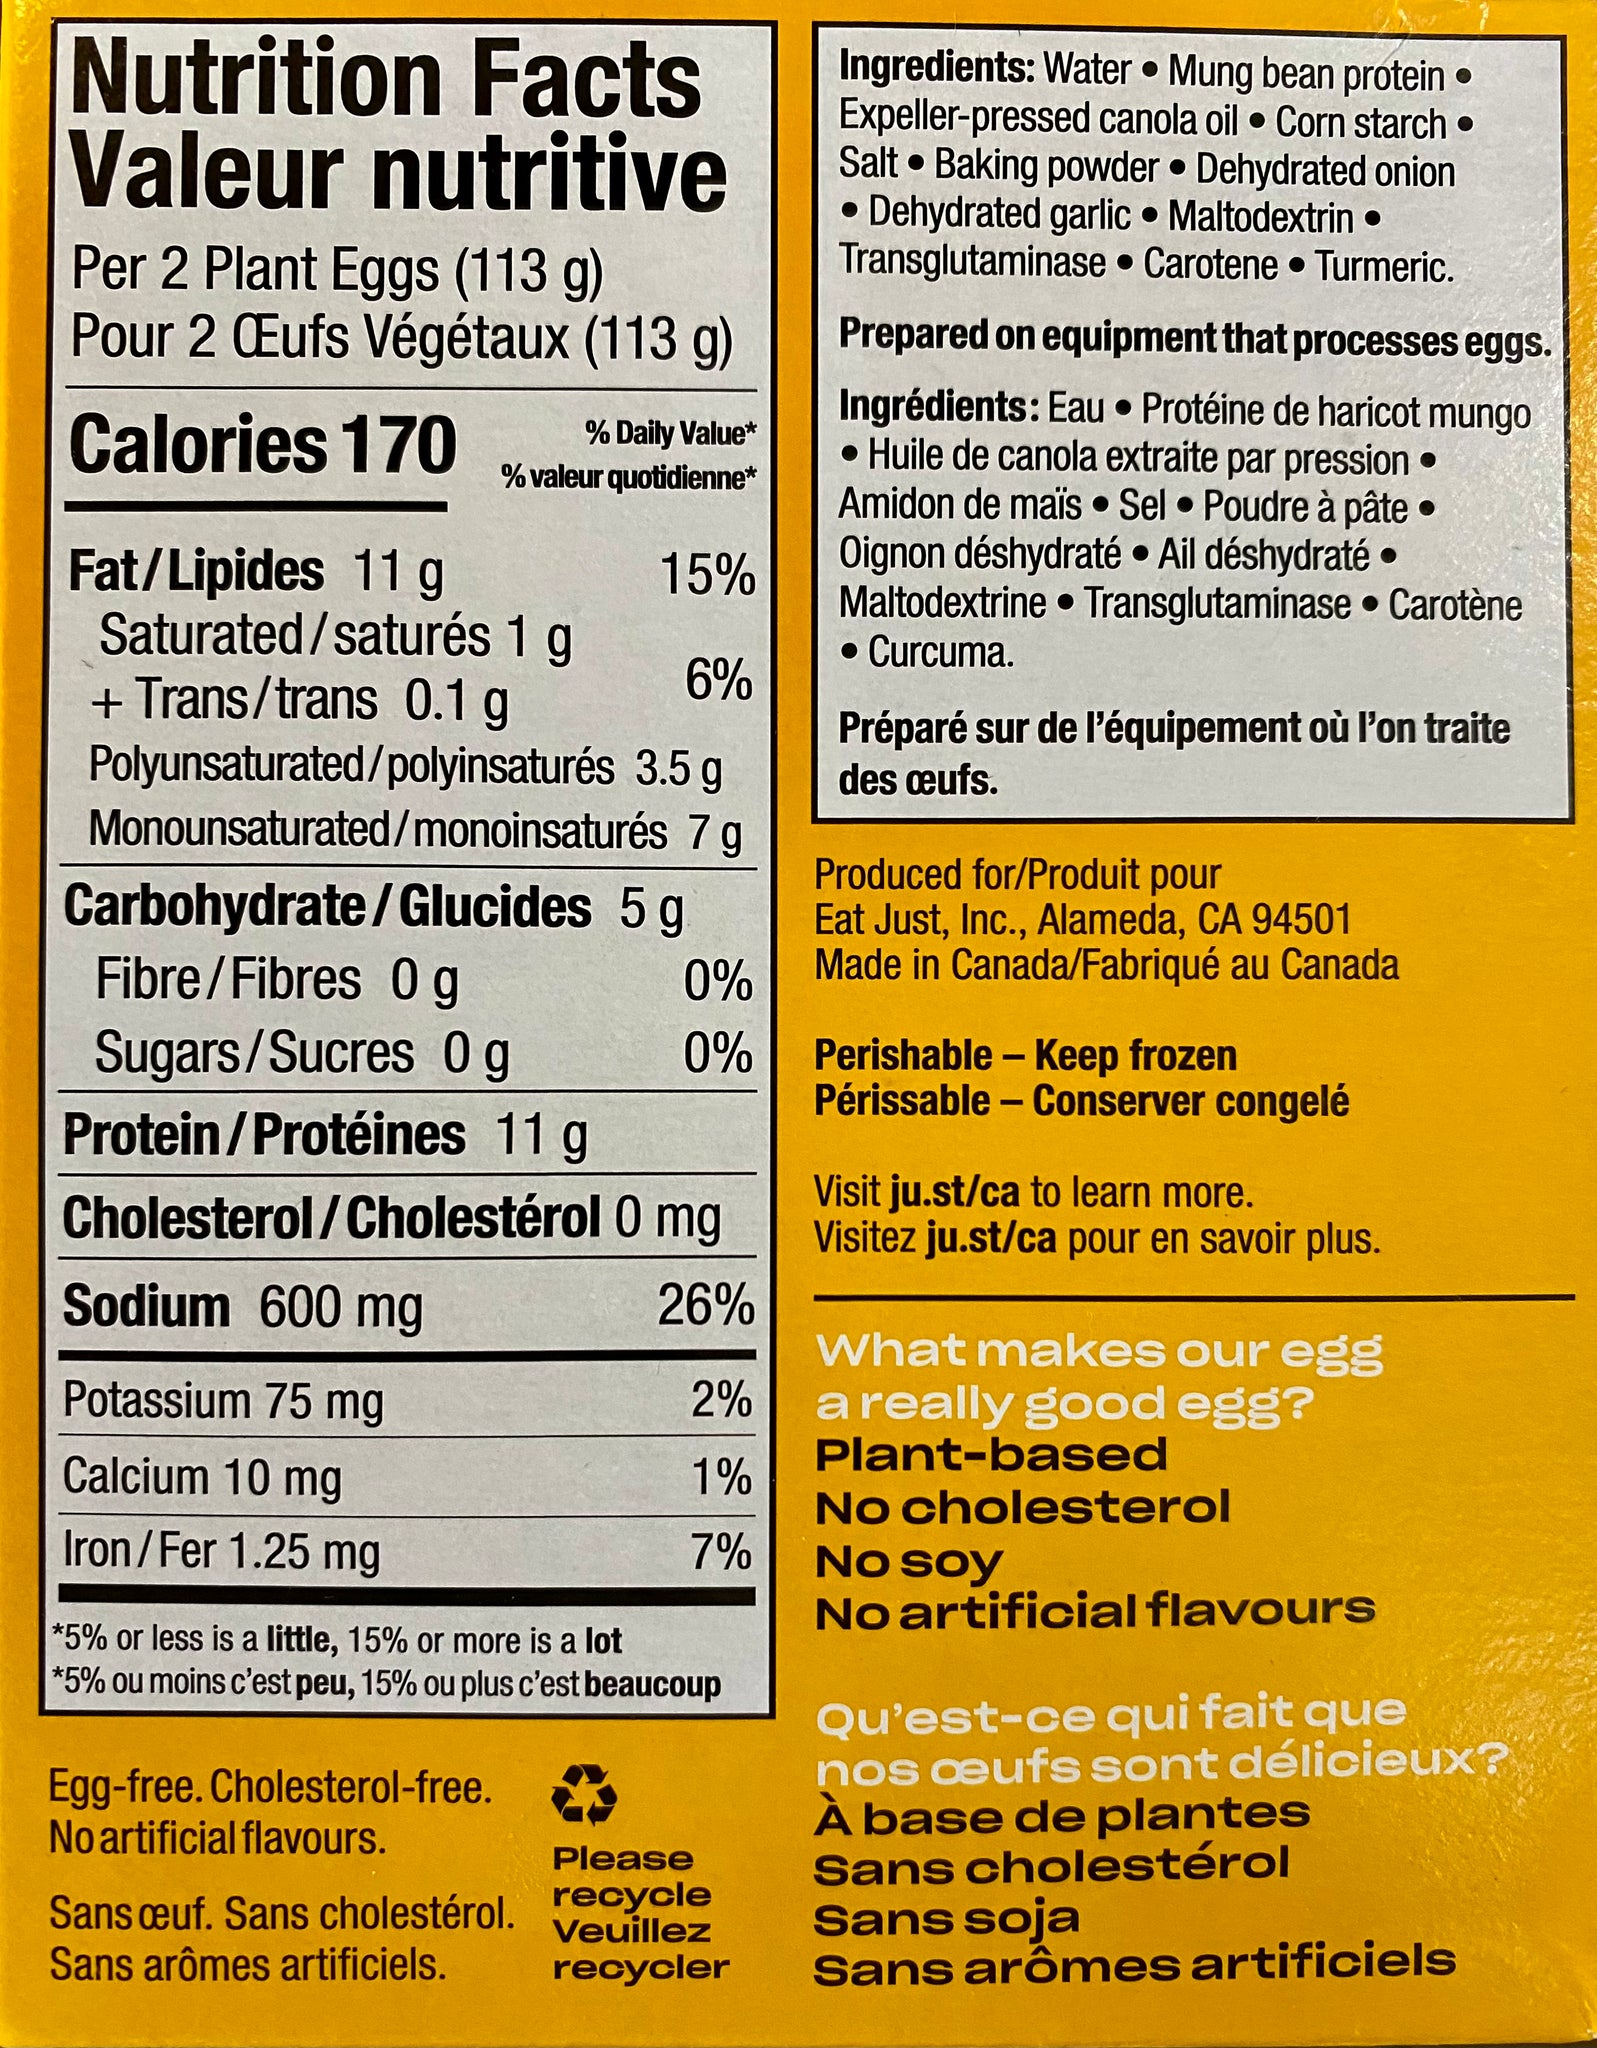 Nutrition Facts
Valeur nutritive
Per 2 Plant Eggs (113 g)
Pour 2 Œufs Végétaux (113 g)
Calories 170
% Daily Value*
% valeur quotidienne*
Fat / Lipides 11 g 15%
Saturated / saturés 1 g
+ Trans / trans 0.1 g
6%
Polyunsaturated / polyinsaturés 3.5 g
Monounsaturated / monoinsaturés 7 g
Carbohydrate / Glucides 5 g
Fibre / Fibres 0 g 0%
Sugars / Sucres 0 g 0%
Protein / Protéines 11 g
Cholesterol / Cholestérol 0 mg
Sodium 600 mg 26%
Potassium 75 mg 2%
Calcium 10 mg 1%
Iron / Fer 1.25 mg 7%
*5% or less is a little, 15% or more is a lot
*5% ou moins c'est peu, 15% ou plus c'est beaucoup
Egg-free. Cholesterol-free.
No artificial flavours.
Sans œuf. Sans cholestérol.
Sans arômes artificiels.
Please
recycle
Veuillez
recycler
Ingredients: Water • Mung bean protein •
Expeller-pressed canola oil • Corn starch •
Salt • Baking powder • Dehydrated onion
• Dehydrated garlic • Maltodextrin •
Transglutaminase • Carotene • Turmeric.
Prepared on equipment that processes eggs.
Ingrédients: Eau • Protéine de haricot mungo
• Huile de canola extraite par pression •
Amidon de maïs • Sel • Poudre à pâte •
Oignon déshydraté • Ail déshydraté •
Maltodextrine • Transglutaminase • Carotène
• Curcuma.
Préparé sur de l'équipement où l'on traite
des œufs.
Produced for/Produit pour
Eat Just, Inc., Alameda, CA 94501
Made in Canada/Fabriqué au Canada
Perishable – Keep frozen
Périssable – Conserver congelé
Visit ju.st/ca to learn more.
Visitez ju.st/ca pour en savoir plus.
What makes our egg
a really good egg?
Plant-based
No cholesterol
No soy
No artificial flavours
Qu'est-ce qui fait que
nos œufs sont délicieux?
À base de plantes
Sans cholestérol
Sans soja
Sans arômes artificiels